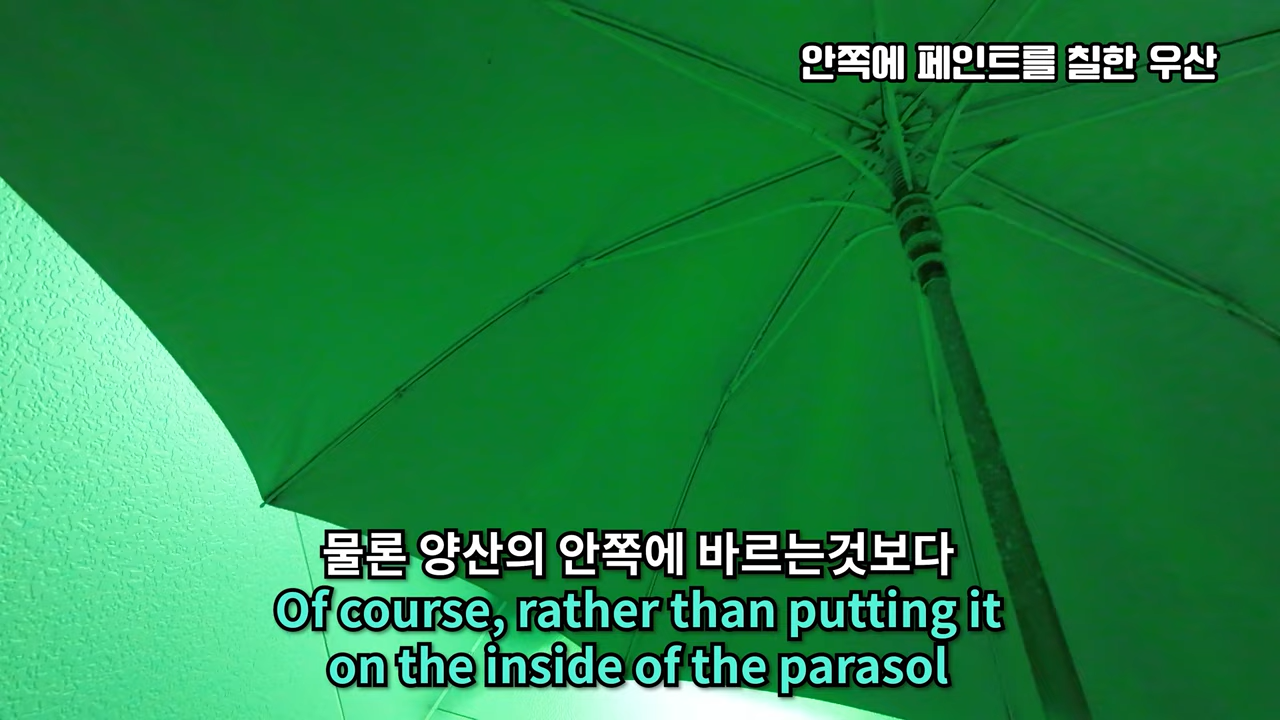 안쪽에 페인트를 칠한 우산
물론 양산의 안쪽에 바르는것보다
Of course, rather than putting it
on the inside of the parasol